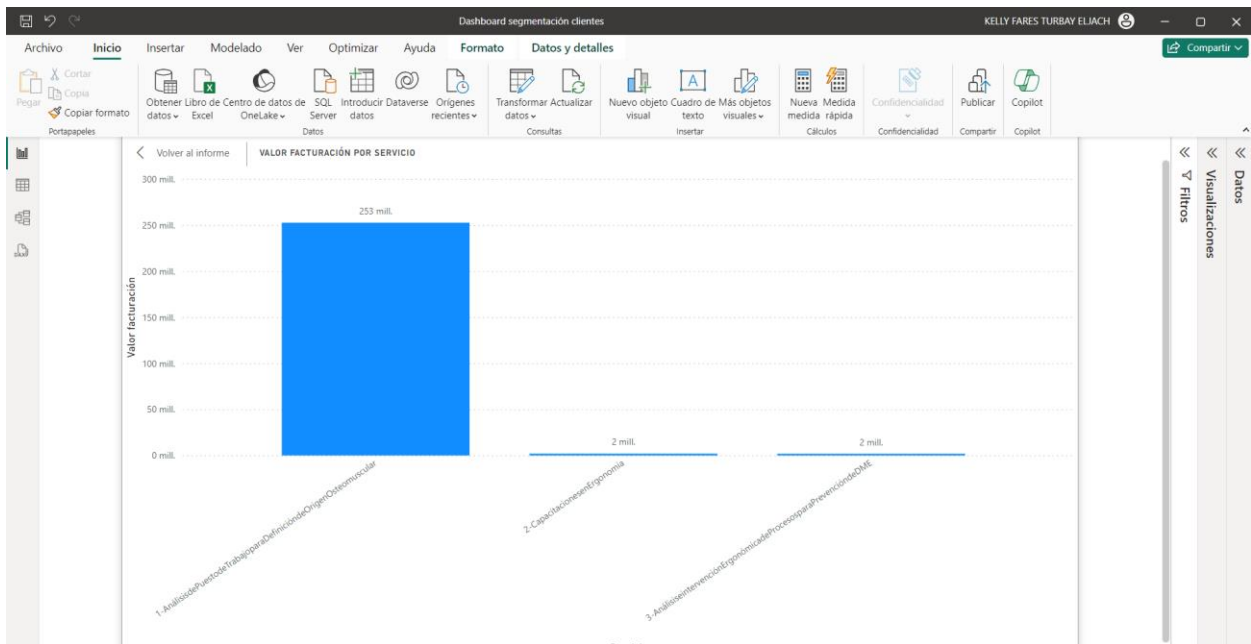 Dashboard segmentación clientes
KELLY FARES TURBAY ELJACH
Archivo Inicio Insertar Modelado Ver Optimizar Ayuda Formato Datos y detalles
Compartir
Pegar
Cortar
Copia
Copiar formato
Portapapeles
Obtener datos
Libro de Excel
Centro de datos de OneLake
SQL Server
Introducir datos
Dataverse
Orígenes recientes
Datos
Transformar datos
Actualizar
Consultas
Nuevo objeto visual
Cuadro de texto
Más objetos visuales
Insertar
Nueva medida
Medida rápida
Cálculos
Confidencialidad
Confidencialidad
Publicar
Compartir
Copilot
Copilot
Volver al informe
VALOR FACTURACIÓN POR SERVICIO
Filtros
Visualizaciones
Datos
Valor facturación
300 mill.
250 mill.
200 mill.
150 mill.
100 mill.
50 mill.
0 mill.
253 mill.
2 mill.
2 mill.
1-AnálisisdePuestodeTrabajoparaDefinicióndeOrigenOsteomuscular
2-CapacitacionesenErgonomía
3-AnálisiseintervenciónErgonómicadeProcesosparaPrevencióndeDME